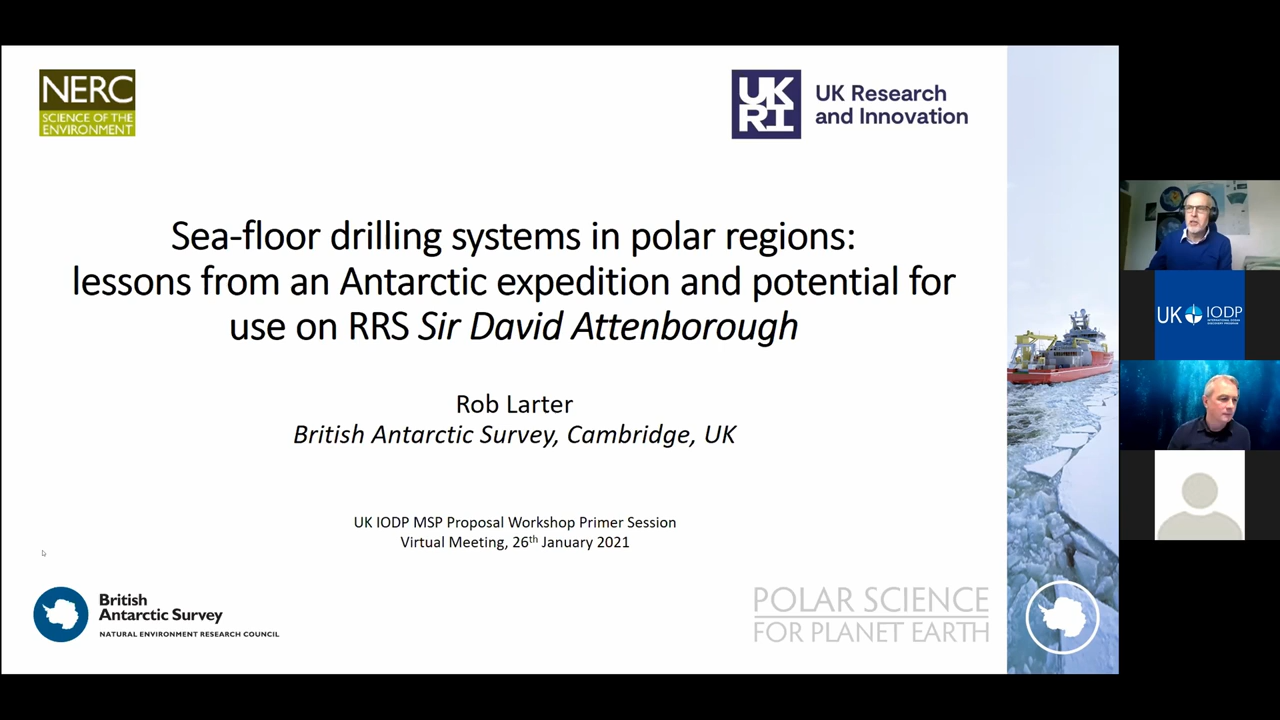 NERC
SCIENCE OF THE
ENVIRONMENT
UK
RI
UK Research
and Innovation
Sea-floor drilling systems in polar regions:
lessons from an Antarctic expedition and potential for
use on RRS Sir David Attenborough
Rob Larter
British Antarctic Survey, Cambridge, UK
UK IODP MSP Proposal Workshop Primer Session
Virtual Meeting, 26th January 2021
British
Antarctic Survey
NATURAL ENVIRONMENT RESEARCH COUNCIL
POLAR SCIENCE
FOR PLANET EARTH
UK IODP